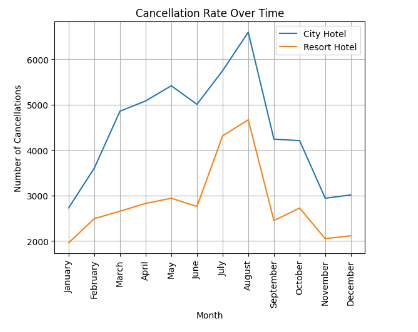 Cancellation Rate Over Time
City Hotel
Resort Hotel
Number of Cancellations
6000
5000
4000
3000
2000
January
February
March
April
May
June
July
August
September
October
November
December
Month